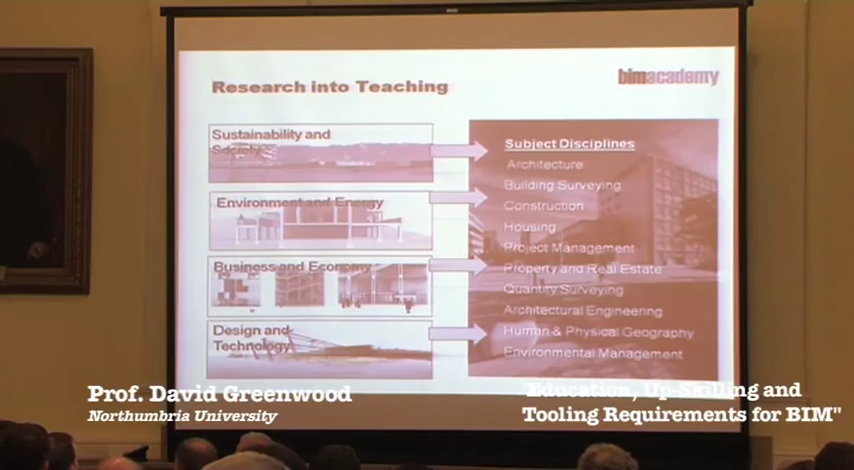 Research into Teaching
bimacademy
Sustainability and
Society
Environment and Energy
Business and Economy
Design and
Technology
Subject Disciplines
Architecture
Building Surveying
Construction
Housing
Project Management
Property and Real Estate
Quantity Surveying
Architectural Engineering
Human & Physical Geography
Environmental Management
Prof. David Greenwood
Northumbria University
"Education, Up-Skilling and
Tooling Requirements for BIM"